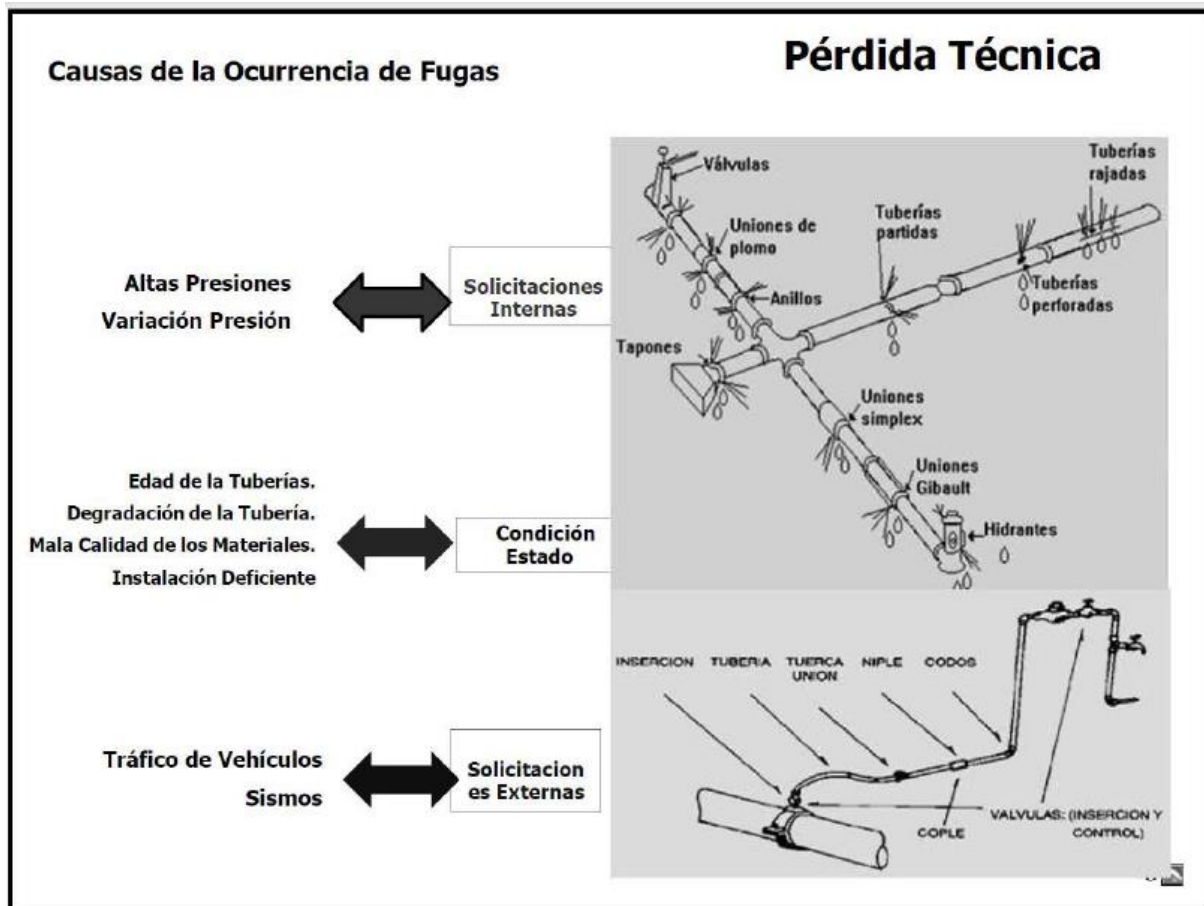 Pérdida Técnica
Causas de la Ocurrencia de Fugas
Altas Presiones
Variación Presión
Solicitaciones
Internas
Edad de la Tuberías.
Degradación de la Tubería.
Mala Calidad de los Materiales.
Instalación Deficiente
Condición
Estado
Tráfico de Vehículos
Sismos
Solicitacion
es Externas
Válvulas
Uniones de
plomo
Anillos
Tapones
Tuberías
partidas
Tuberías
rajadas
Tuberías
perforadas
Uniones
simplex
Uniones
Gibault
Hidrantes
INSERCION
TUBERIA
TUERCA
UNION
NIPLE
CODOS
COPLE
VALVULAS: (INSERCION Y
CONTROL)